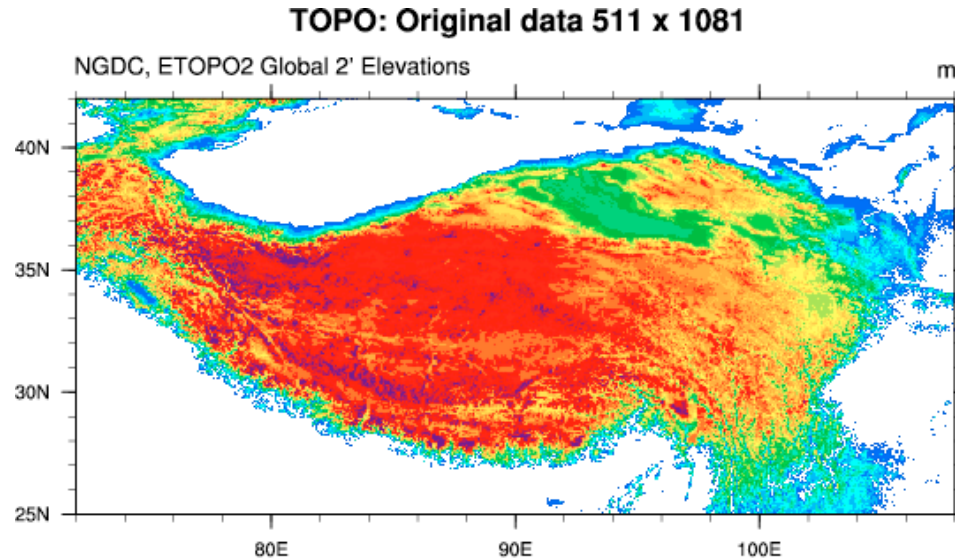 TOPO: Original data 511 x 1081
NGDC, ETOPO2 Global 2' Elevations m
40N
35N
30N
25N
80E 90E 100E